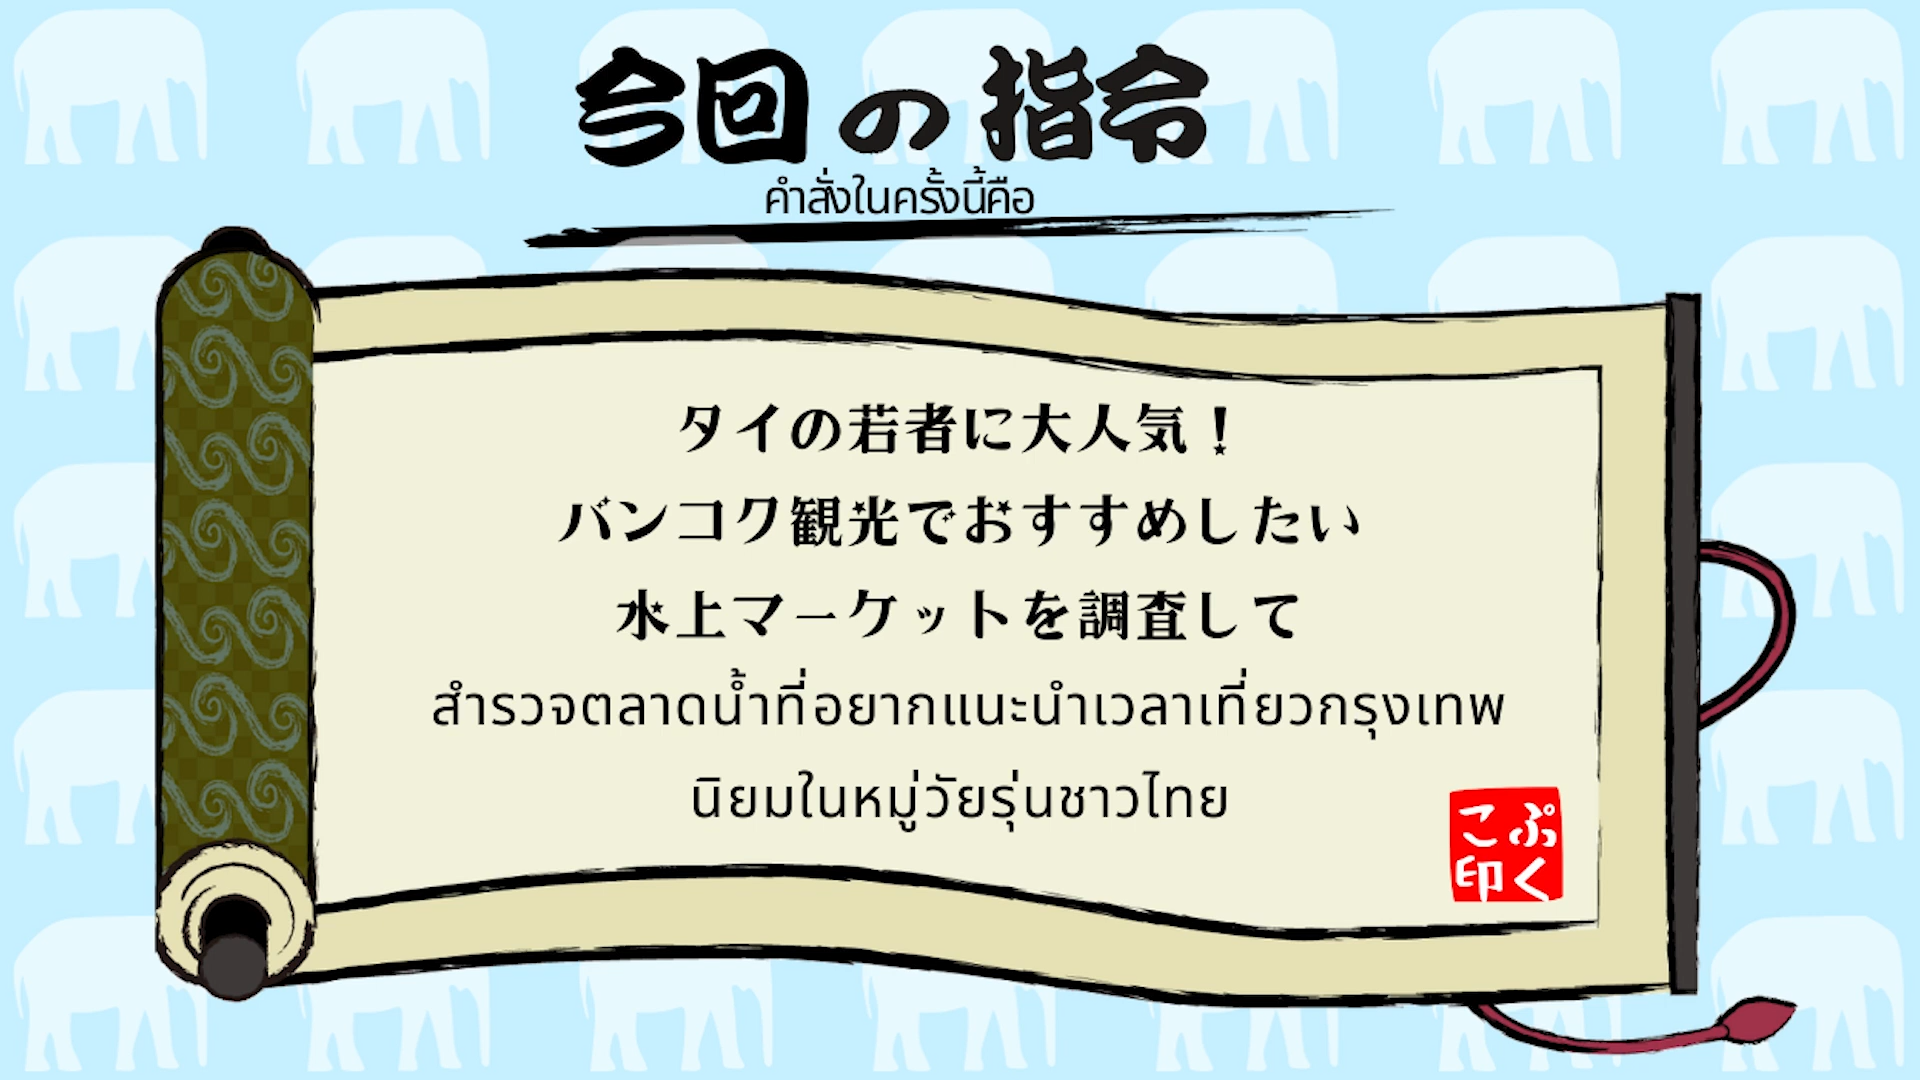 今回の指令
คำสั่งในครั้งนี้คือ
タイの若者に大人気！
バンコク観光でおすすめしたい
水上マーケットを調査して
สำรวจตลาดน้ำที่อยากแนะนำเวลาเที่ยวกรุงเทพ
นิยมในหมู่วัยรุ่นชาวไทย
ぷく
こ印